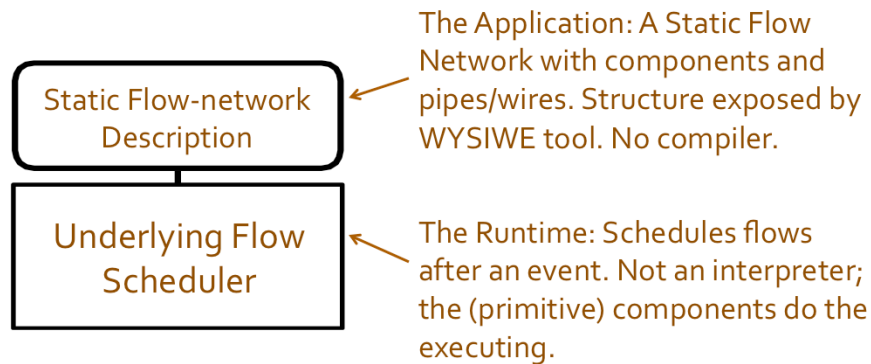 Static Flow-network
Description
Underlying Flow
Scheduler
The Application: A Static Flow
Network with components and
pipes/wires. Structure exposed by
WYSIWE tool. No compiler.
The Runtime: Schedules flows
after an event. Not an interpreter;
the (primitive) components do the
executing.